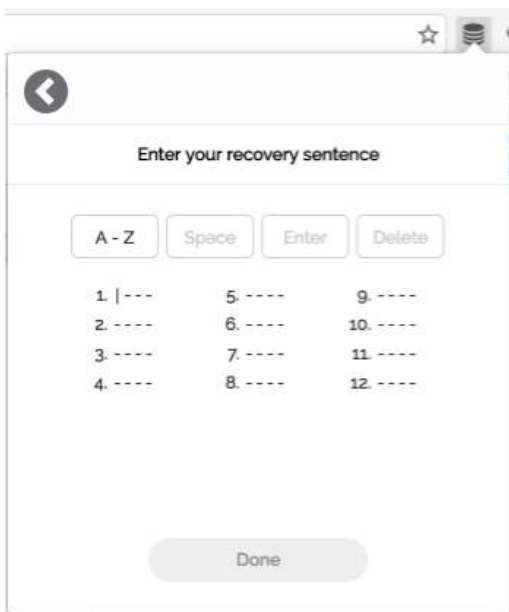 Enter your recovery sentence
A - Z Space Enter Delete
1. |--- 5. ---- 9. ----
2. ---- 6. ---- 10. ----
3. ---- 7. ---- 11. ----
4. ---- 8. ---- 12. ----
Done